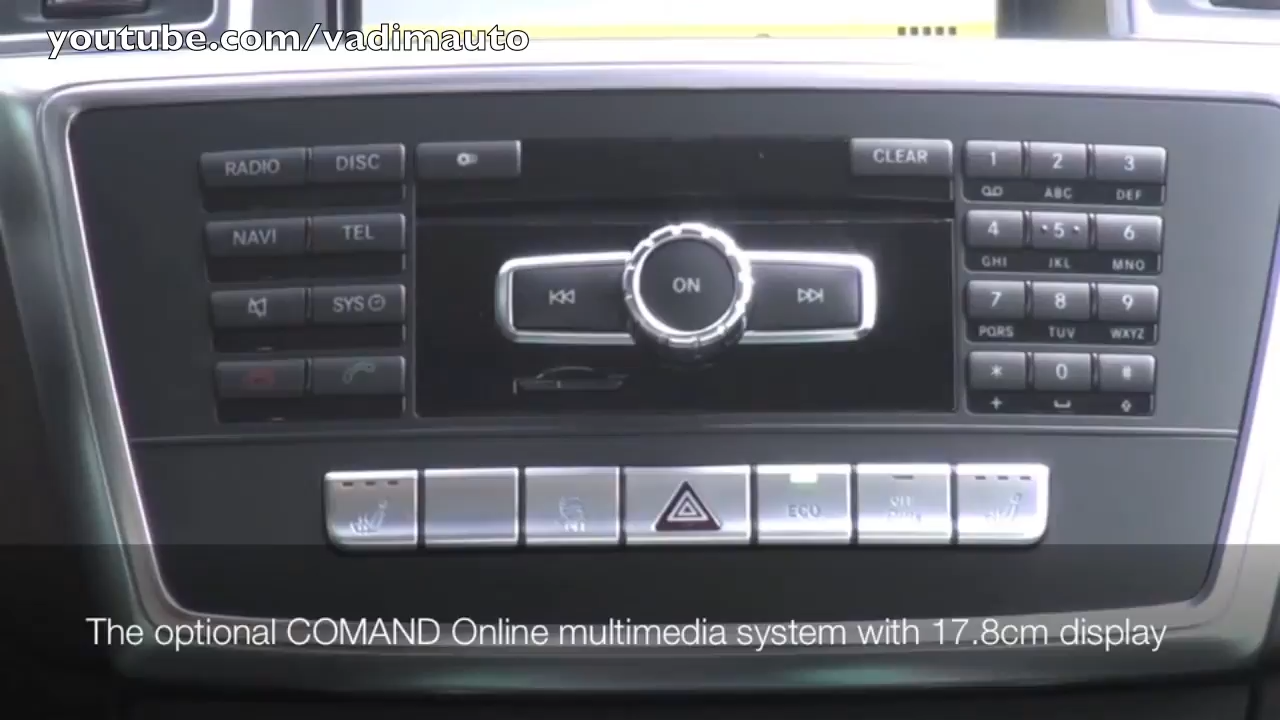 youtube.com/vadimauto
RADIO DISC CLEAR 1 2 3
ABC DEF
NAVI TEL 4 5 6
GHI JKL MNO
ON
SYS 7 8 9
PQRS TUV WXYZ
* 0 #
+
ECO
OFF
The optional COMAND Online multimedia system with 17.8cm display